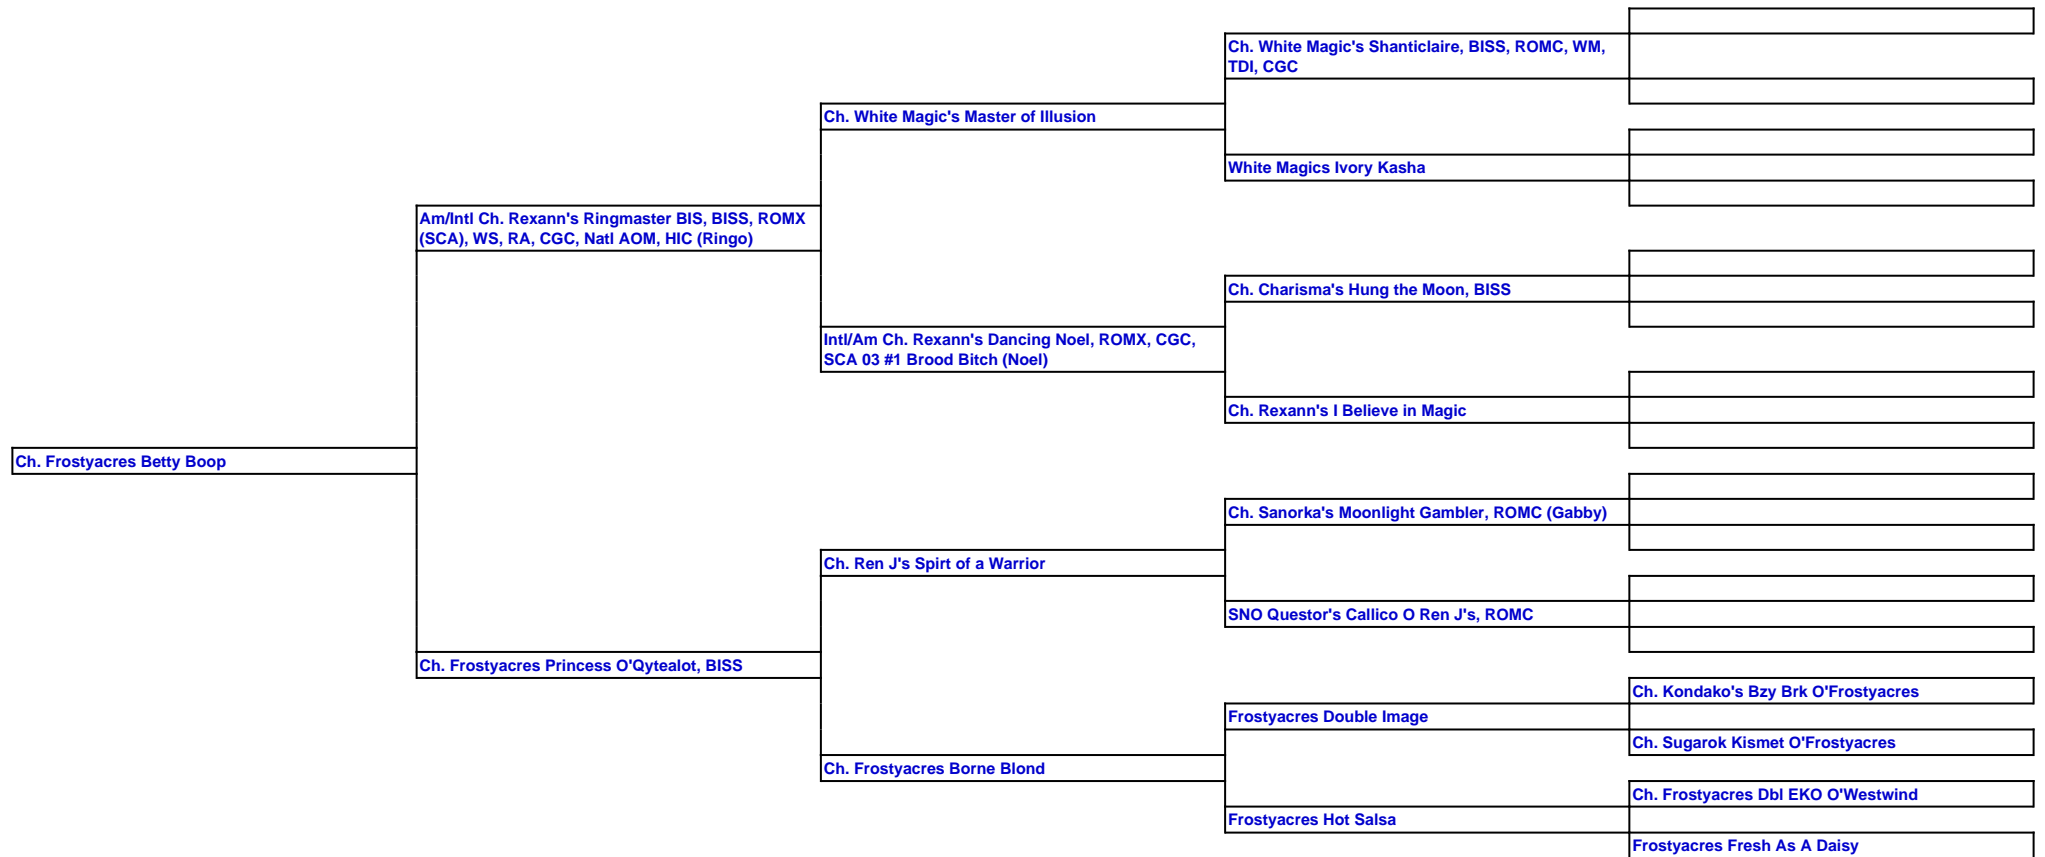 Ch. White Magic's Shanticlaire, BISS, ROMC, WM,
TDI, CGC
Ch. White Magic's Master of Illusion
White Magics Ivory Kasha
Am/Intl Ch. Rexann's Ringmaster BIS, BISS, ROMX
(SCA), WS, RA, CGC, Natl AOM, HIC (Ringo)
Ch. Charisma's Hung the Moon, BISS
Intl/Am Ch. Rexann's Dancing Noel, ROMX, CGC,
SCA 03 #1 Brood Bitch (Noel)
Ch. Rexann's I Believe in Magic
Ch. Frostyacres Betty Boop
Ch. Sanorka's Moonlight Gambler, ROMC (Gabby)
Ch. Ren J's Spirt of a Warrior
SNO Questor's Callico O Ren J's, ROMC
Ch. Frostyacres Princess O'Qytealot, BISS
Ch. Kondako's Bzy Brk O'Frostyacres
Frostyacres Double Image
Ch. Sugarok Kismet O'Frostyacres
Ch. Frostyacres Borne Blond
Ch. Frostyacres Dbl EKO O'Westwind
Frostyacres Hot Salsa
Frostyacres Fresh As A Daisy